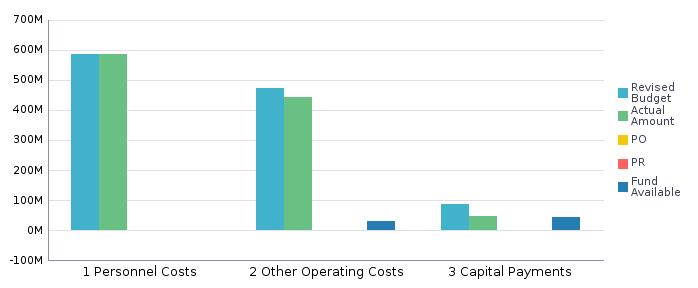 700M
600M
500M
400M
300M
200M
100M
0M
-100M
1 Personnel Costs
2 Other Operating Costs
3 Capital Payments
Revised
Budget
Actual
Amount
PO
PR
Fund
Available